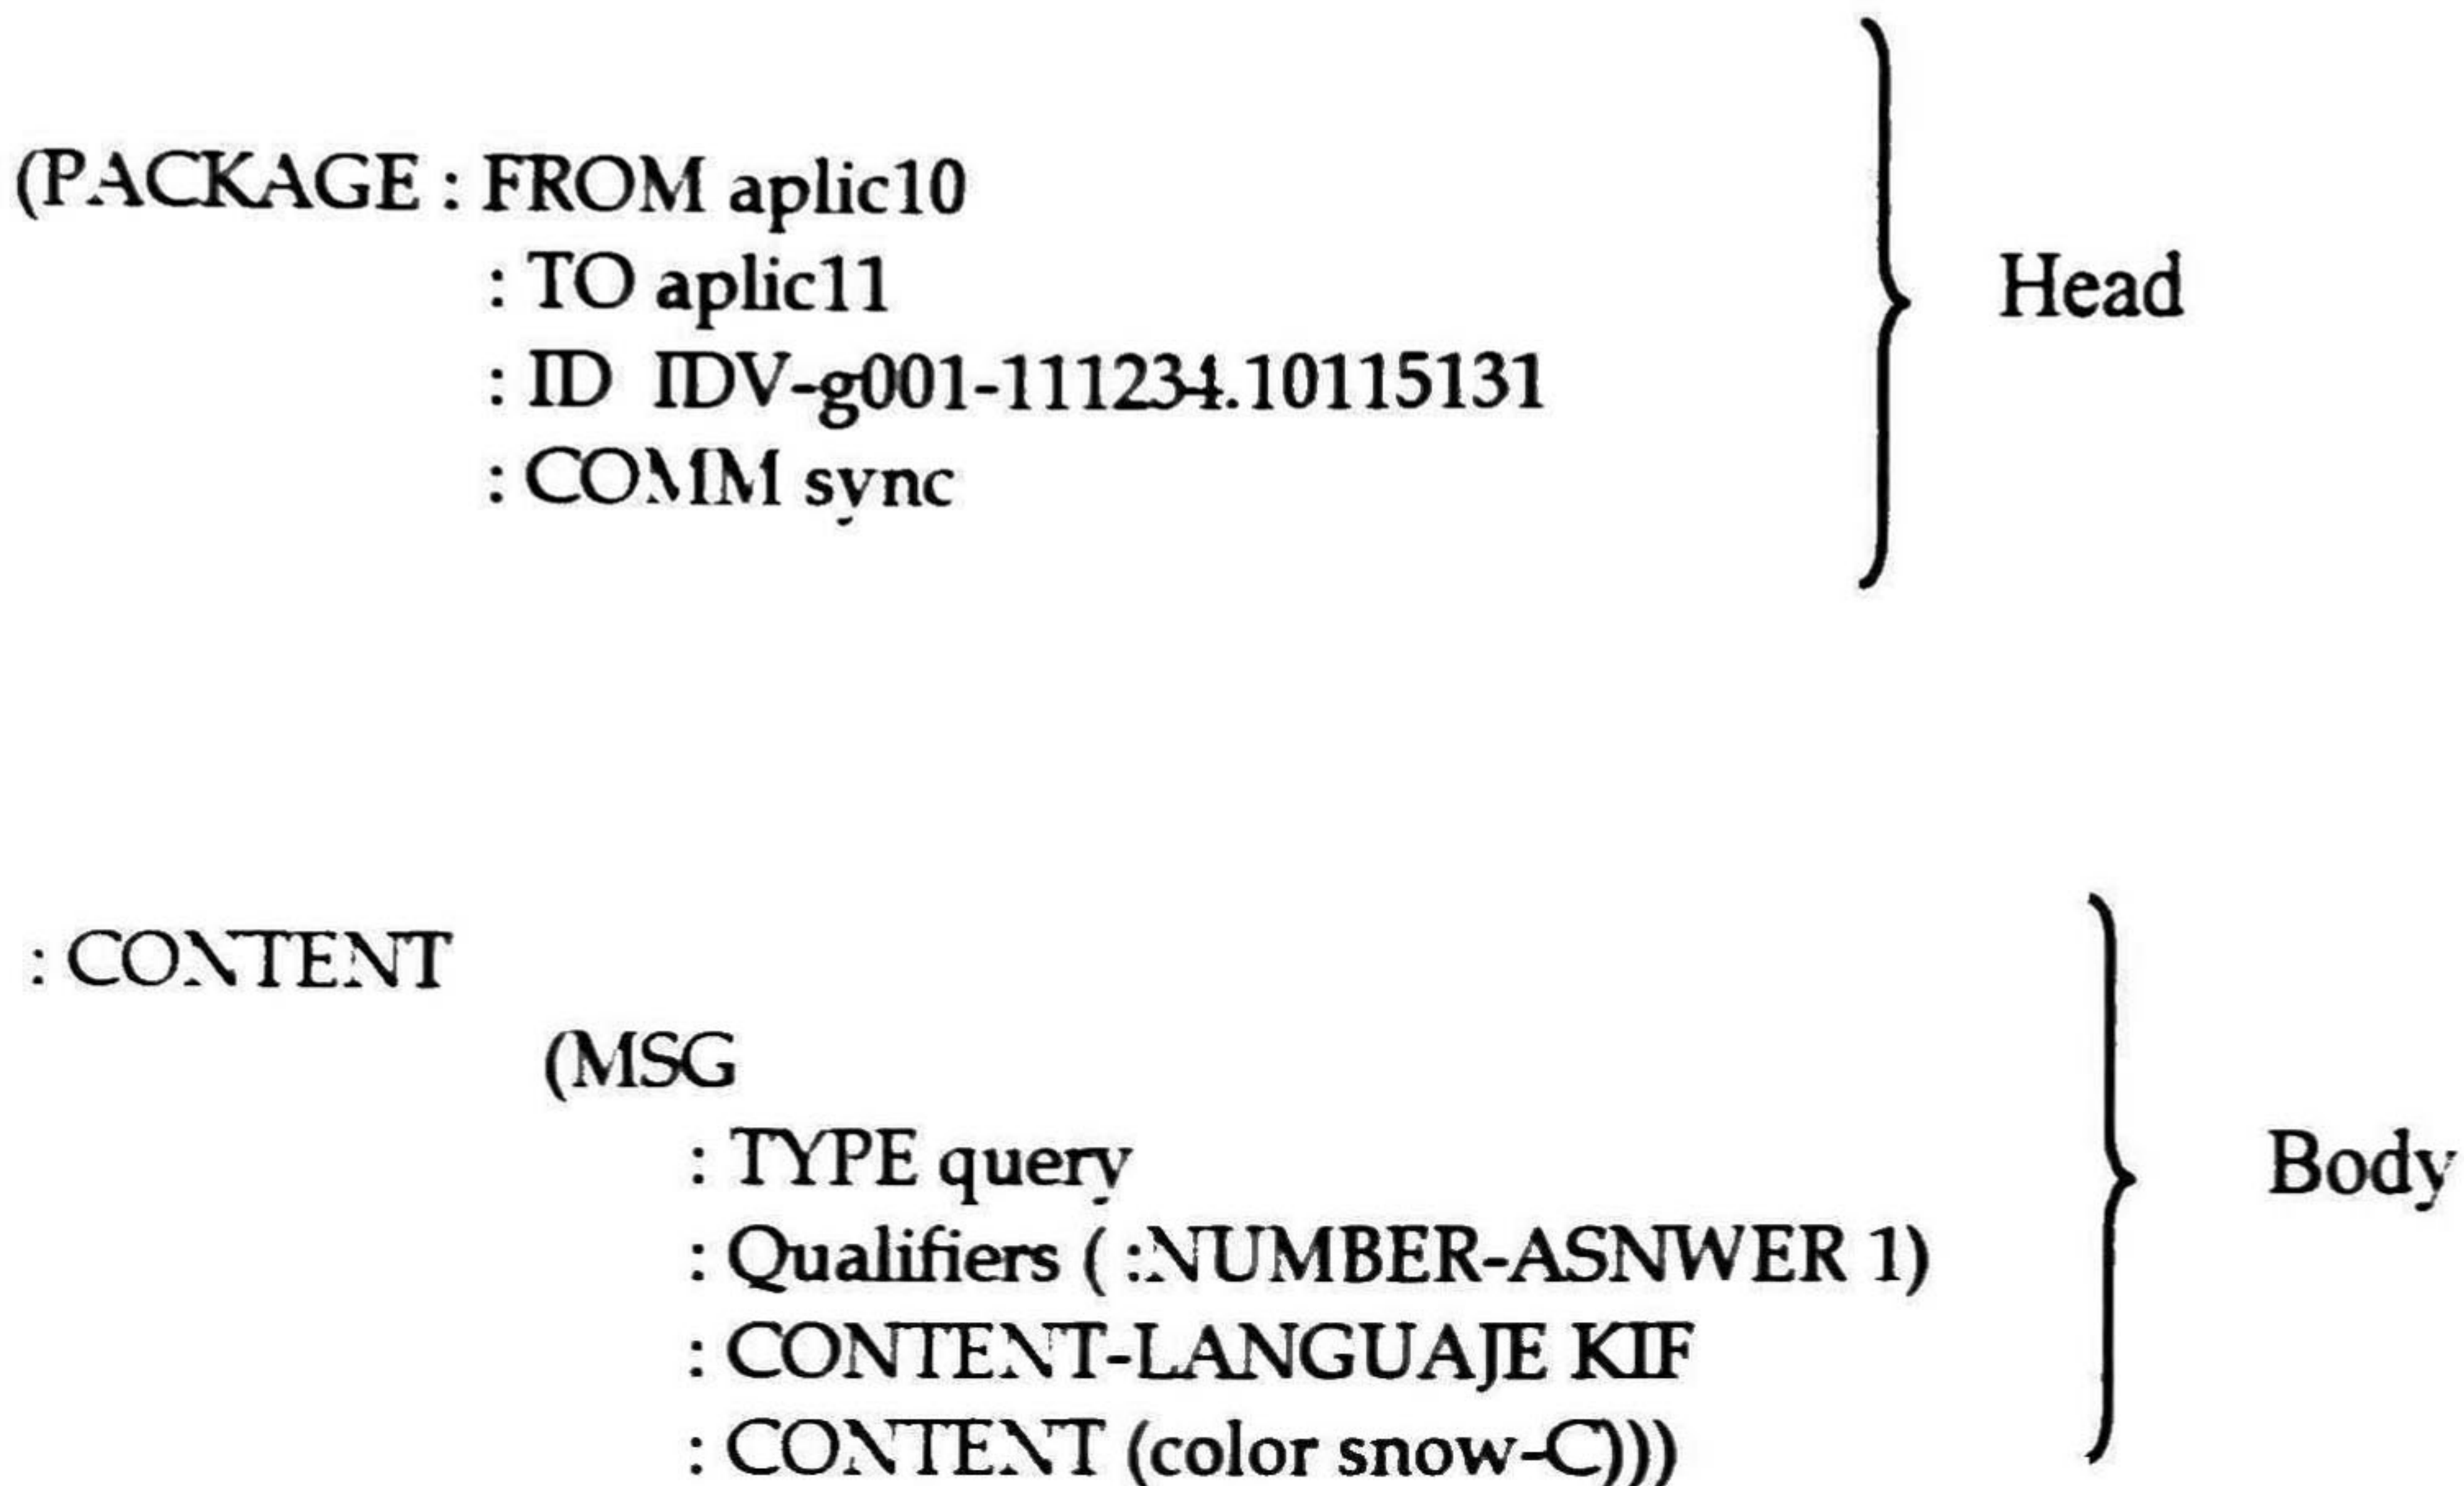 (PACKAGE : FROM aplic10
: TO aplic11
: ID IDV-g001-111234.10115131
: COMM sync
Head
: CONTENT
(MSG
: TYPE query
: Qualifiers ( :NUMBER-ASNWER 1)
: CONTENT-LANGUAJE KIF
: CONTENT (color snow-C)))
Body